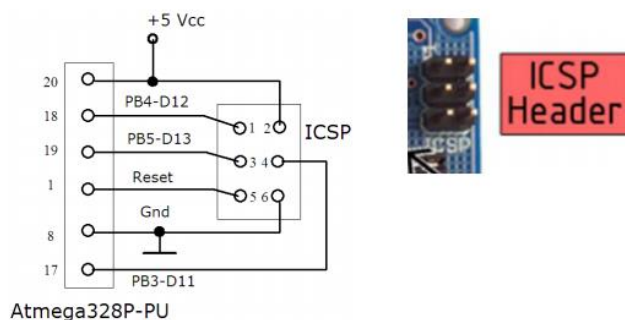 +5 Vcc
20
18
PB4-D12
1 2
ICSP
19
PB5-D13
3 4
1
Reset
5 6
8
Gnd
17
PB3-D11
Atmega328P-PU
ICSP
ICSP
Header